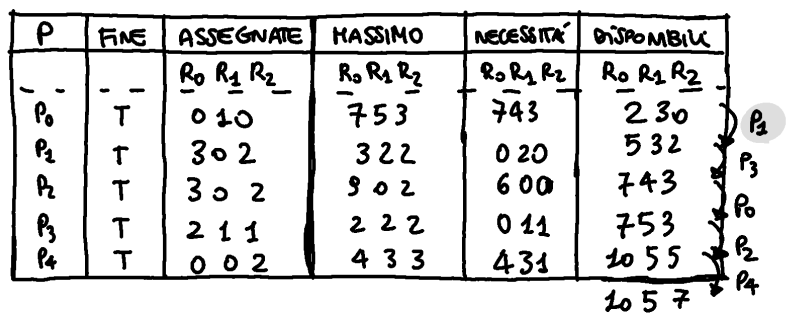 P FINE ASSEGNATE MASSIMO NECESSITÀ DISPONIBILI
R0 R1 R2 R0 R1 R2 R0 R1 R2 R0 R1 R2
P0 T 0 1 0 7 5 3 7 4 3 2 3 0 P1
P1 T 3 0 2 3 2 2 0 2 0 5 3 2 P3
P2 T 3 0 2 9 0 2 6 0 0 7 4 3 P0
P3 T 2 1 1 2 2 2 0 1 1 7 5 3 P2
P4 T 0 0 2 4 3 3 4 3 1 10 5 5 P4
10 5 7